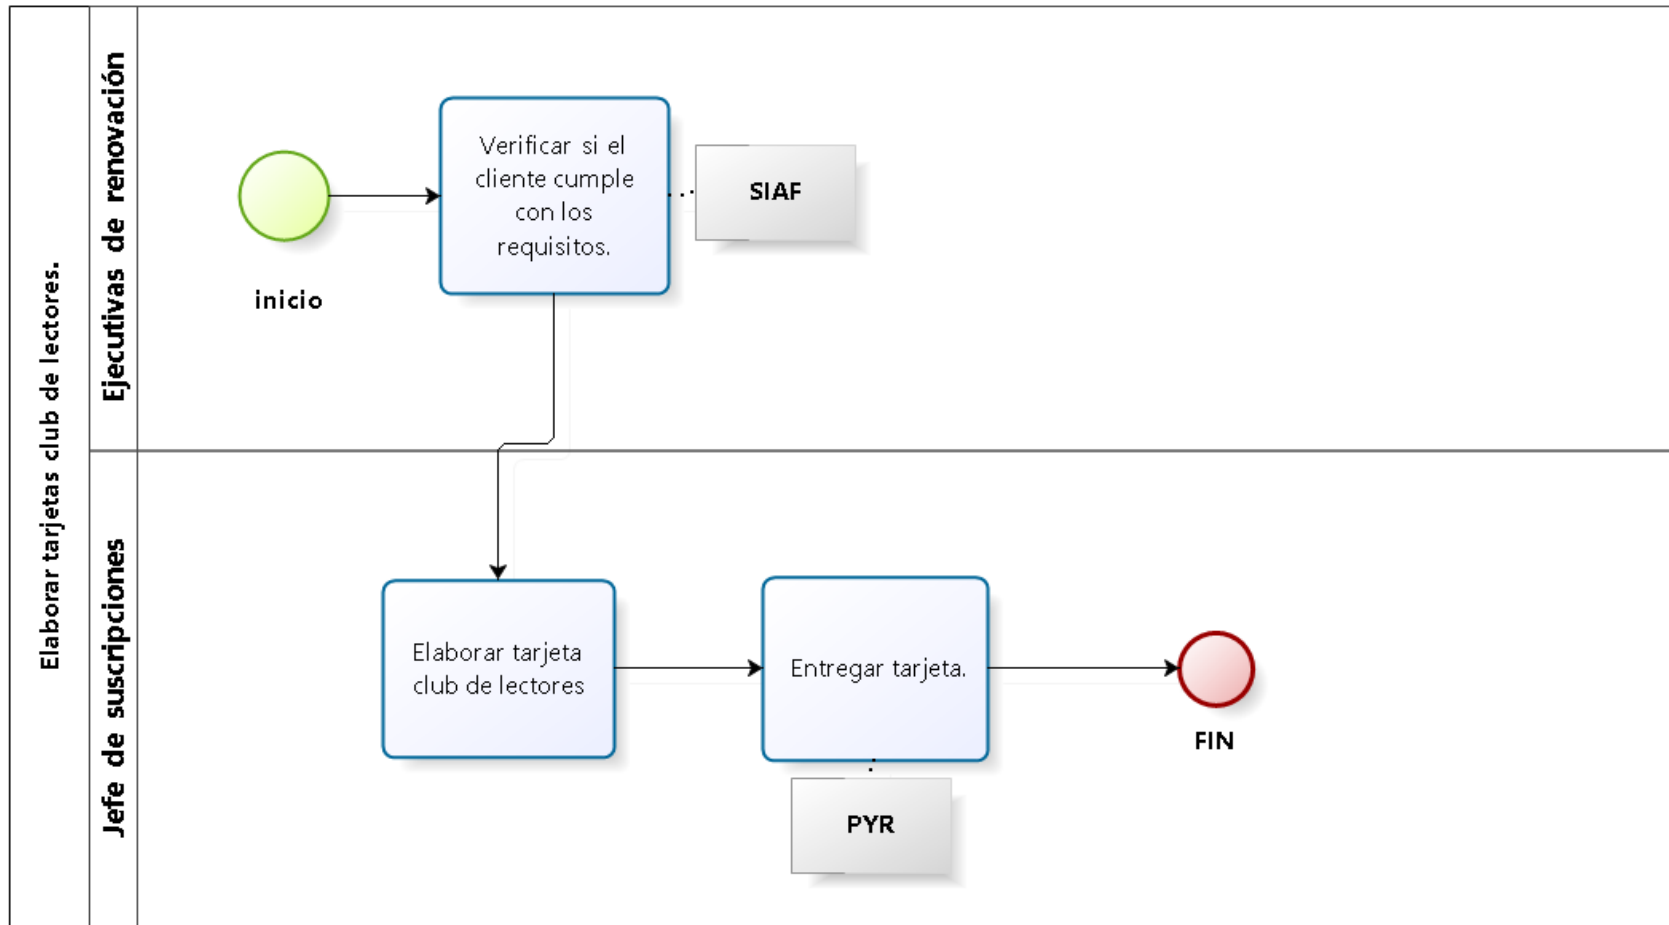 Elaborar tarjetas club de lectores.
Ejecutivas de renovación
inicio
Verificar si el
cliente cumple
con los
requisitos.
SIAF
Jefe de suscripciones
Elaborar tarjeta
club de lectores
Entregar tarjeta.
PYR
FIN